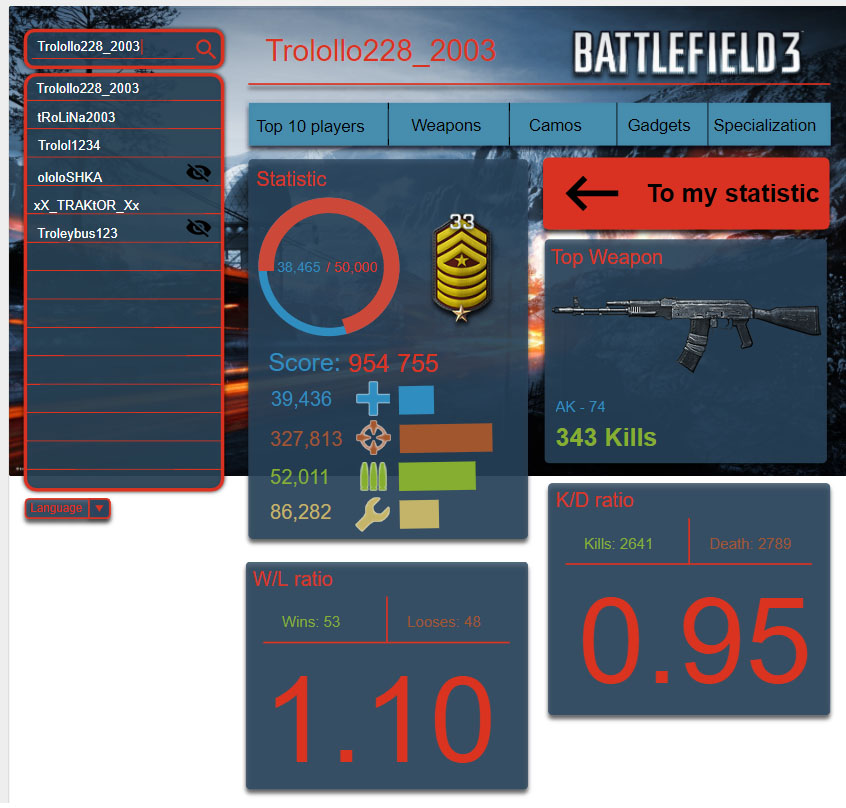 Trolollo228_2003
Trolollo228_2003
BATTLEFIELD 3
Trolollo228_2003
tRoLiNa2003
Trolol1234
ololoSHKA
xX_TRAKtOR_Xx
Troleybus123
Language
Top 10 players
Weapons
Camos
Gadgets
Specialization
Statistic
38,465 / 50,000
33
Score: 954 755
39,436
327,813
52,011
86,282
To my statistic
Top Weapon
AK - 74
343 Kills
K/D ratio
Kills: 2641
Death: 2789
0.95
W/L ratio
Wins: 53
Looses: 48
1.10